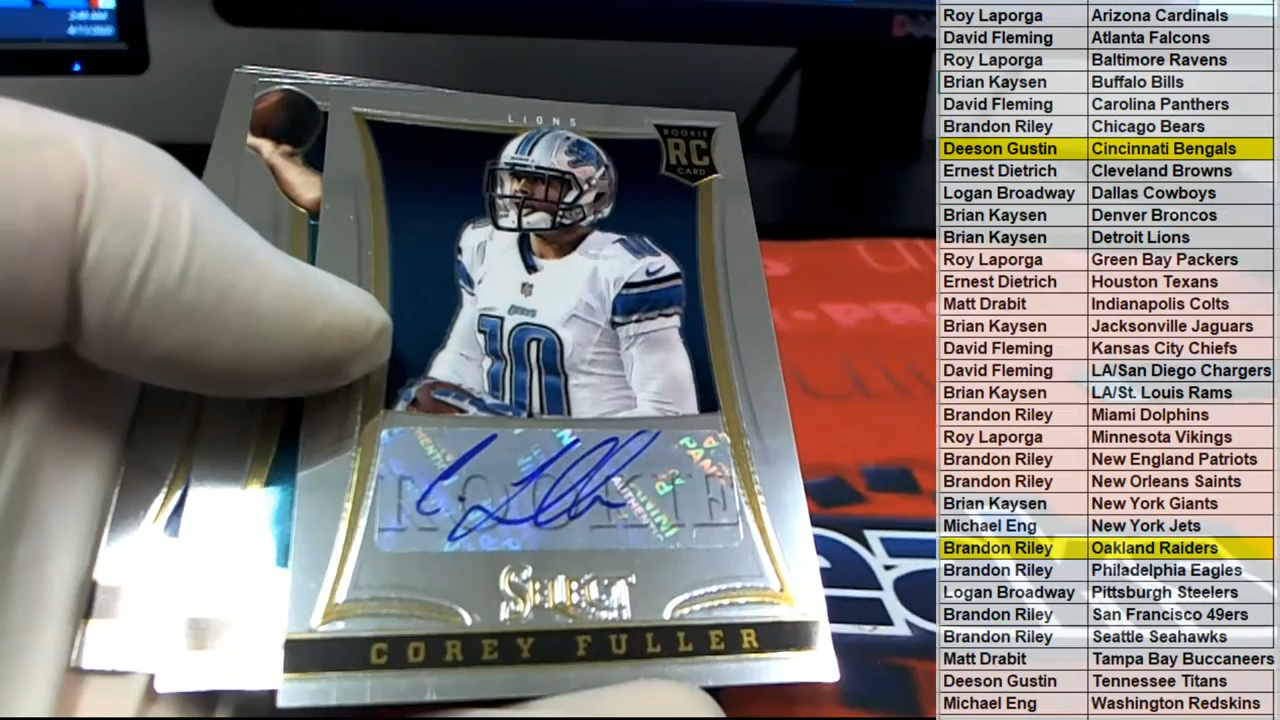 LIONS
ROOKIE
RC
CARD
10
10
ROOKIE
SELECT
COREY FULLER
Roy Laporga Arizona Cardinals
David Fleming Atlanta Falcons
Roy Laporga Baltimore Ravens
Brian Kaysen Buffalo Bills
David Fleming Carolina Panthers
Brandon Riley Chicago Bears
Deeson Gustin Cincinnati Bengals
Ernest Dietrich Cleveland Browns
Logan Broadway Dallas Cowboys
Brian Kaysen Denver Broncos
Brian Kaysen Detroit Lions
Roy Laporga Green Bay Packers
Ernest Dietrich Houston Texans
Matt Drabit Indianapolis Colts
Brian Kaysen Jacksonville Jaguars
David Fleming Kansas City Chiefs
David Fleming LA/San Diego Chargers
Brian Kaysen LA/St. Louis Rams
Brandon Riley Miami Dolphins
Roy Laporga Minnesota Vikings
Brandon Riley New England Patriots
Brandon Riley New Orleans Saints
Brian Kaysen New York Giants
Michael Eng New York Jets
Brandon Riley Oakland Raiders
Brandon Riley Philadelphia Eagles
Logan Broadway Pittsburgh Steelers
Brandon Riley San Francisco 49ers
Brandon Riley Seattle Seahawks
Matt Drabit Tampa Bay Buccaneers
Deeson Gustin Tennessee Titans
Michael Eng Washington Redskins